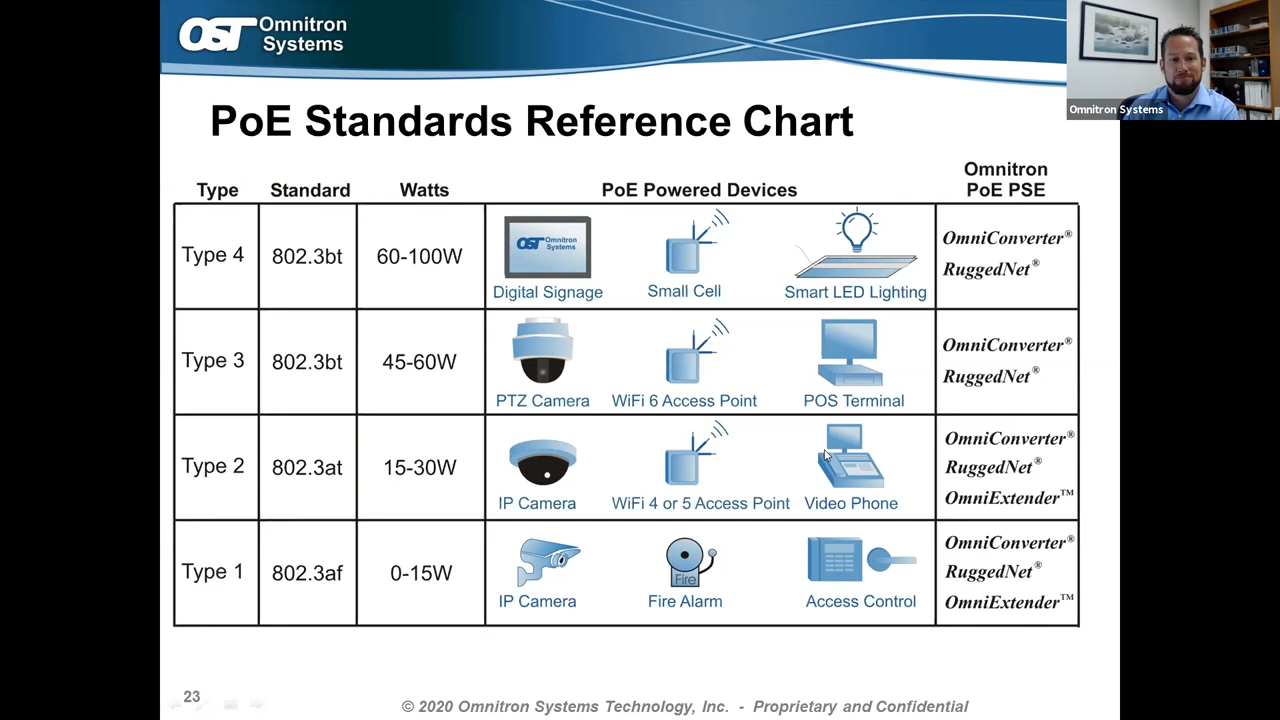 OST Omnitron
Systems
Omnitron Systems
PoE Standards Reference Chart
Type
Standard
Watts
PoE Powered Devices
Omnitron
PoE PSE
Type 4
802.3bt
60-100W
OST Omnitron
Systems
Digital Signage
Small Cell
Smart LED Lighting
OmniConverter®
RuggedNet®
Type 3
802.3bt
45-60W
PTZ Camera
WiFi 6 Access Point
POS Terminal
OmniConverter®
RuggedNet®
Type 2
802.3at
15-30W
IP Camera
WiFi 4 or 5 Access Point
Video Phone
OmniConverter®
RuggedNet®
OmniExtender™
Type 1
802.3af
0-15W
IP Camera
Fire
Fire Alarm
Access Control
OmniConverter®
RuggedNet®
OmniExtender™
23
© 2020 Omnitron Systems Technology, Inc. - Proprietary and Confidential